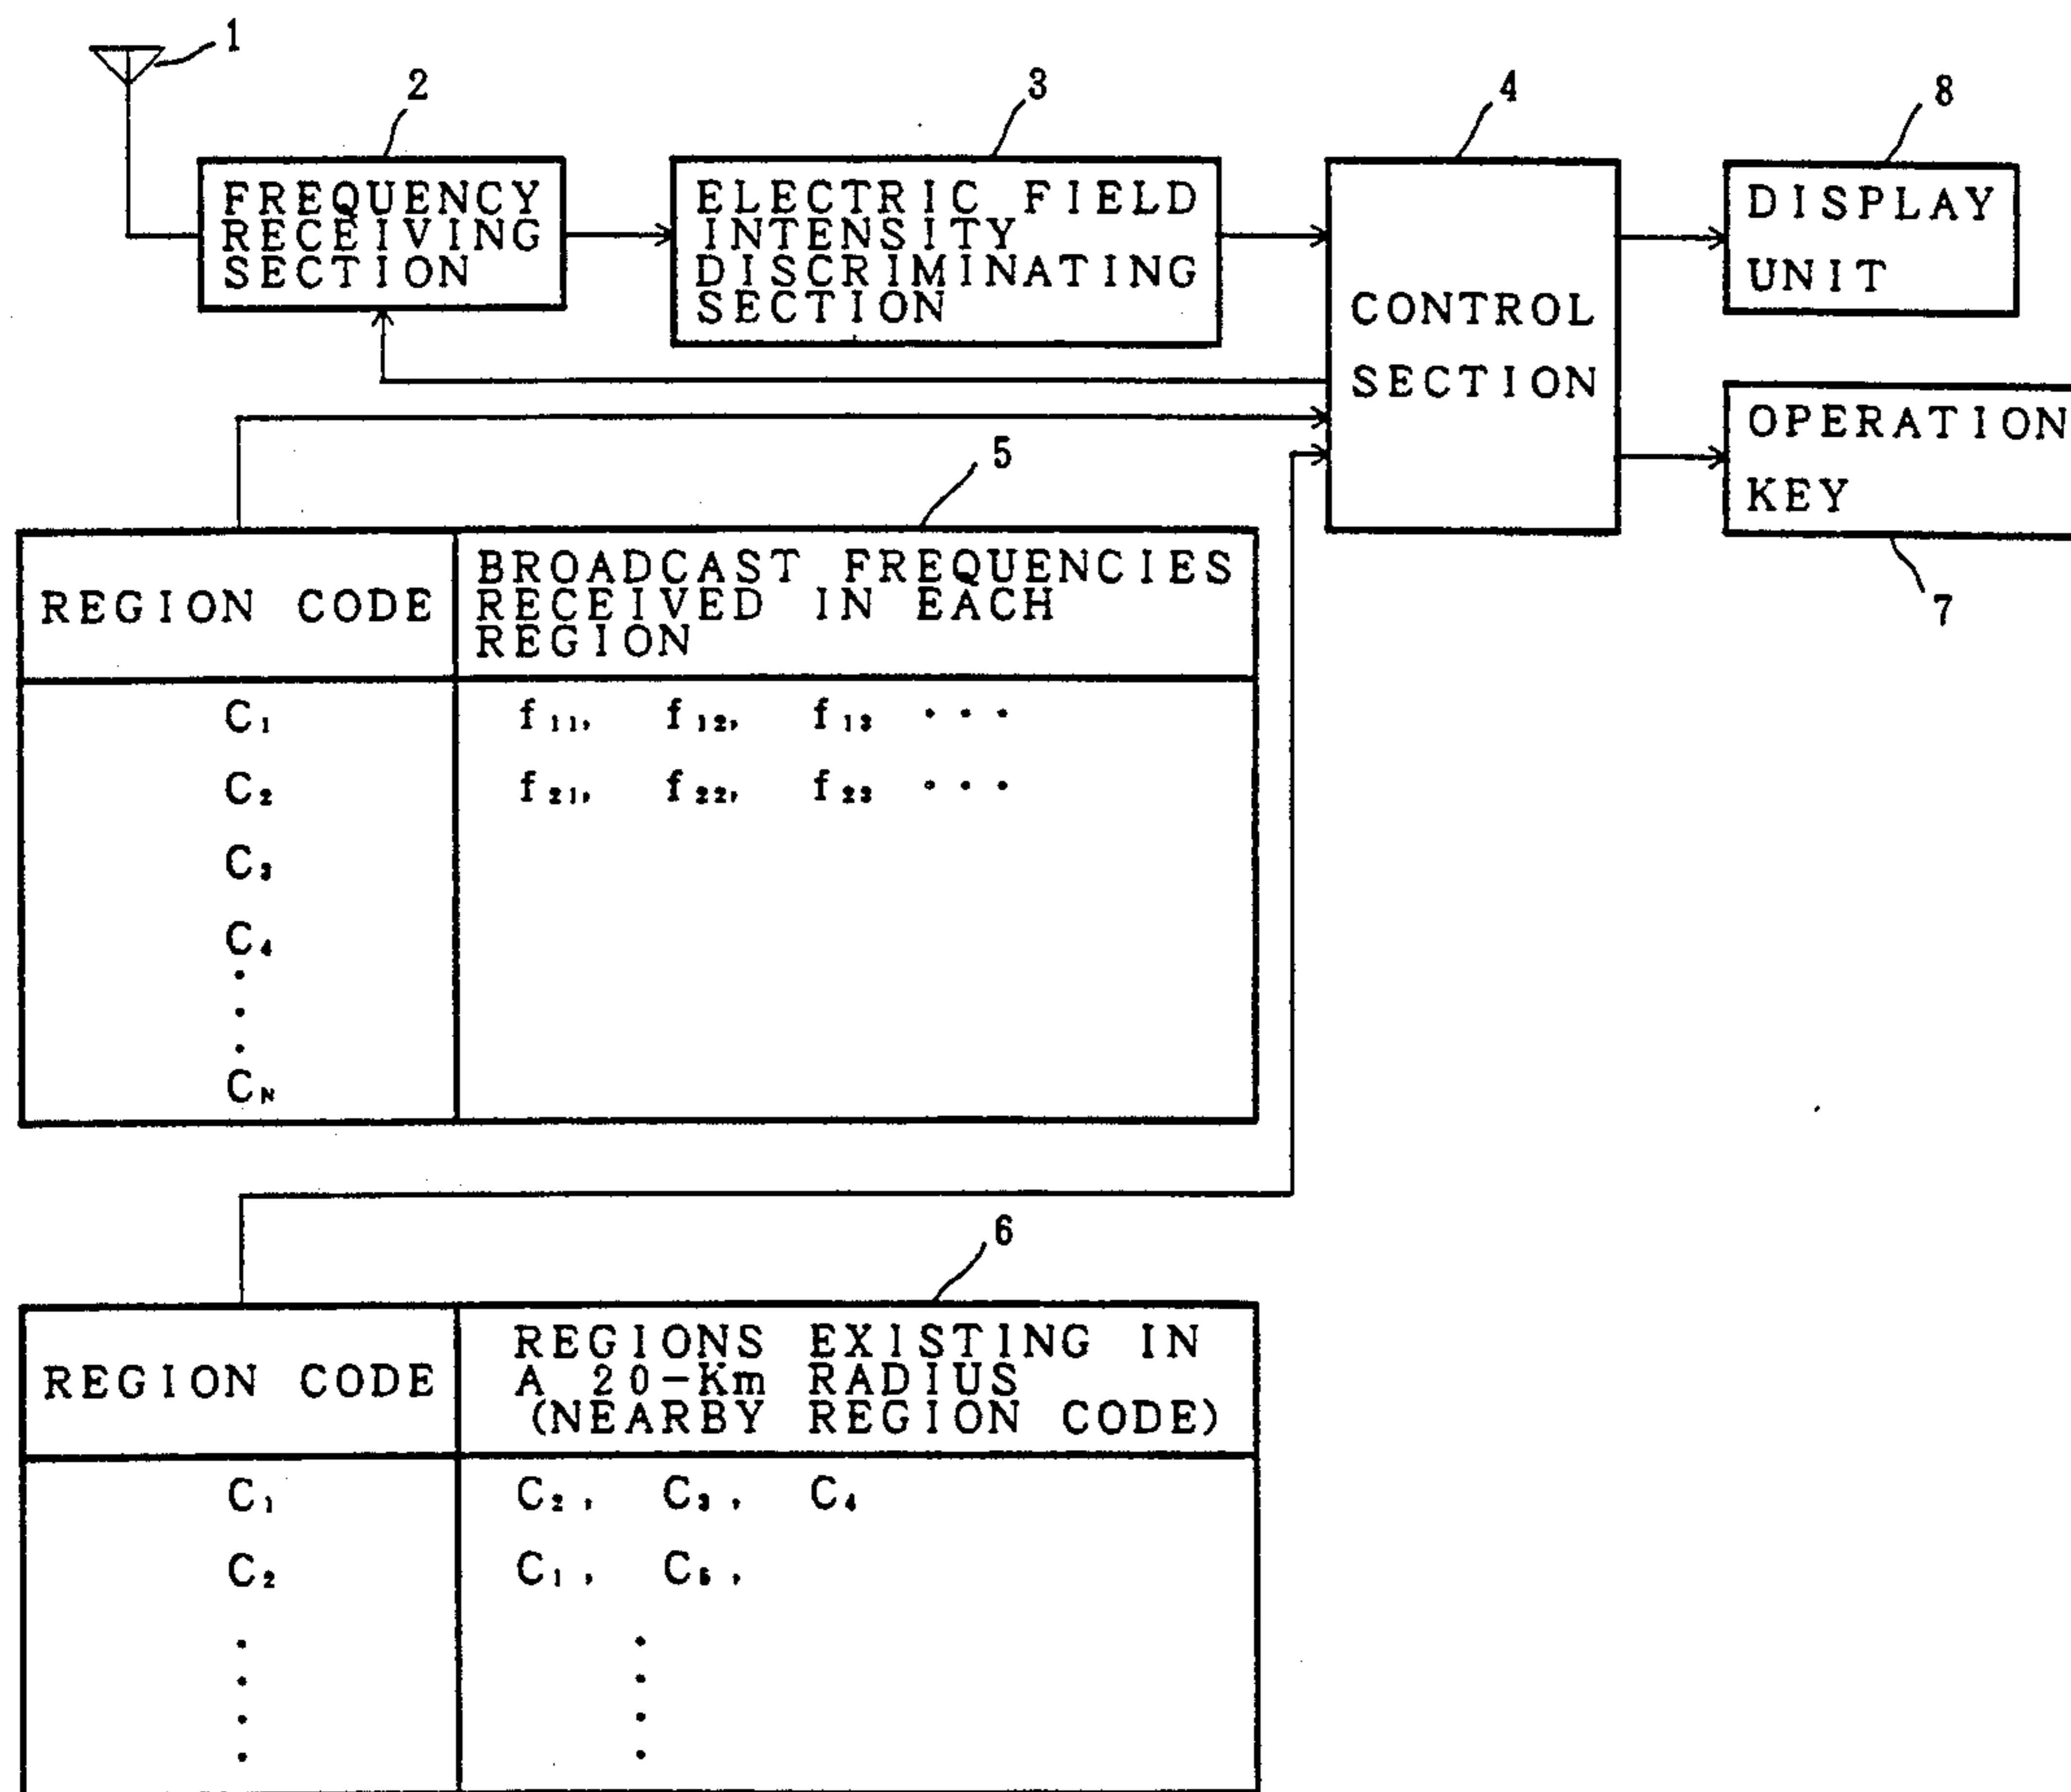 1
2
3
4
8
FREQUENCY
RECEIVING
SECTION
ELECTRIC FIELD
INTENSITY
DISCRIMINATING
SECTION
CONTROL
SECTION
DISPLAY
UNIT
OPERATION
KEY
7
5
REGION CODE
BROADCAST FREQUENCIES
RECEIVED IN EACH
REGION
C₁ f₁₁, f₁₂, f₁₃ ···
C₂ f₂₁, f₂₂, f₂₃ ···
C₃
C₄
C_N
6
REGION CODE
REGIONS EXISTING IN
A 20-Km RADIUS
(NEARBY REGION CODE)
C₁ C₂, C₃, C₄
C₂ C₁, C₅,